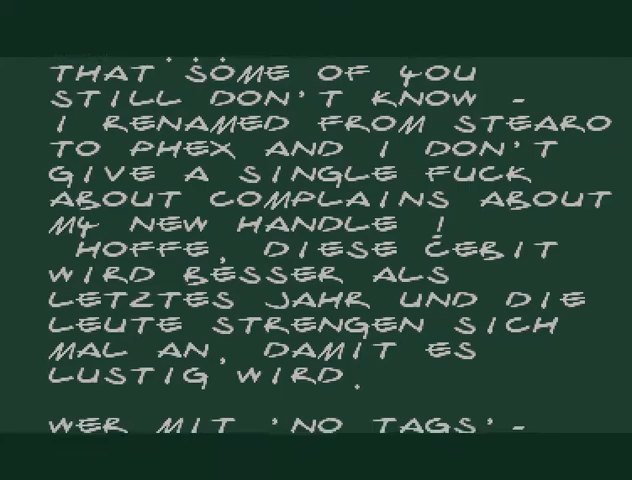 THAT SOME OF YOU
STILL DON'T KNOW -
I RENAMED FROM STEARO
TO PHEX AND I DON'T
GIVE A SINGLE FUCK
ABOUT COMPLAINS ABOUT
MY NEW HANDLE !
HOFFE, DIESE CEBIT
WIRD BESSER ALS
LETZTES JAHR UND DIE
LEUTE STRENGEN SICH
MAL AN, DAMIT ES
LUSTIG WIRD.
WER MIT 'NO TAGS' -